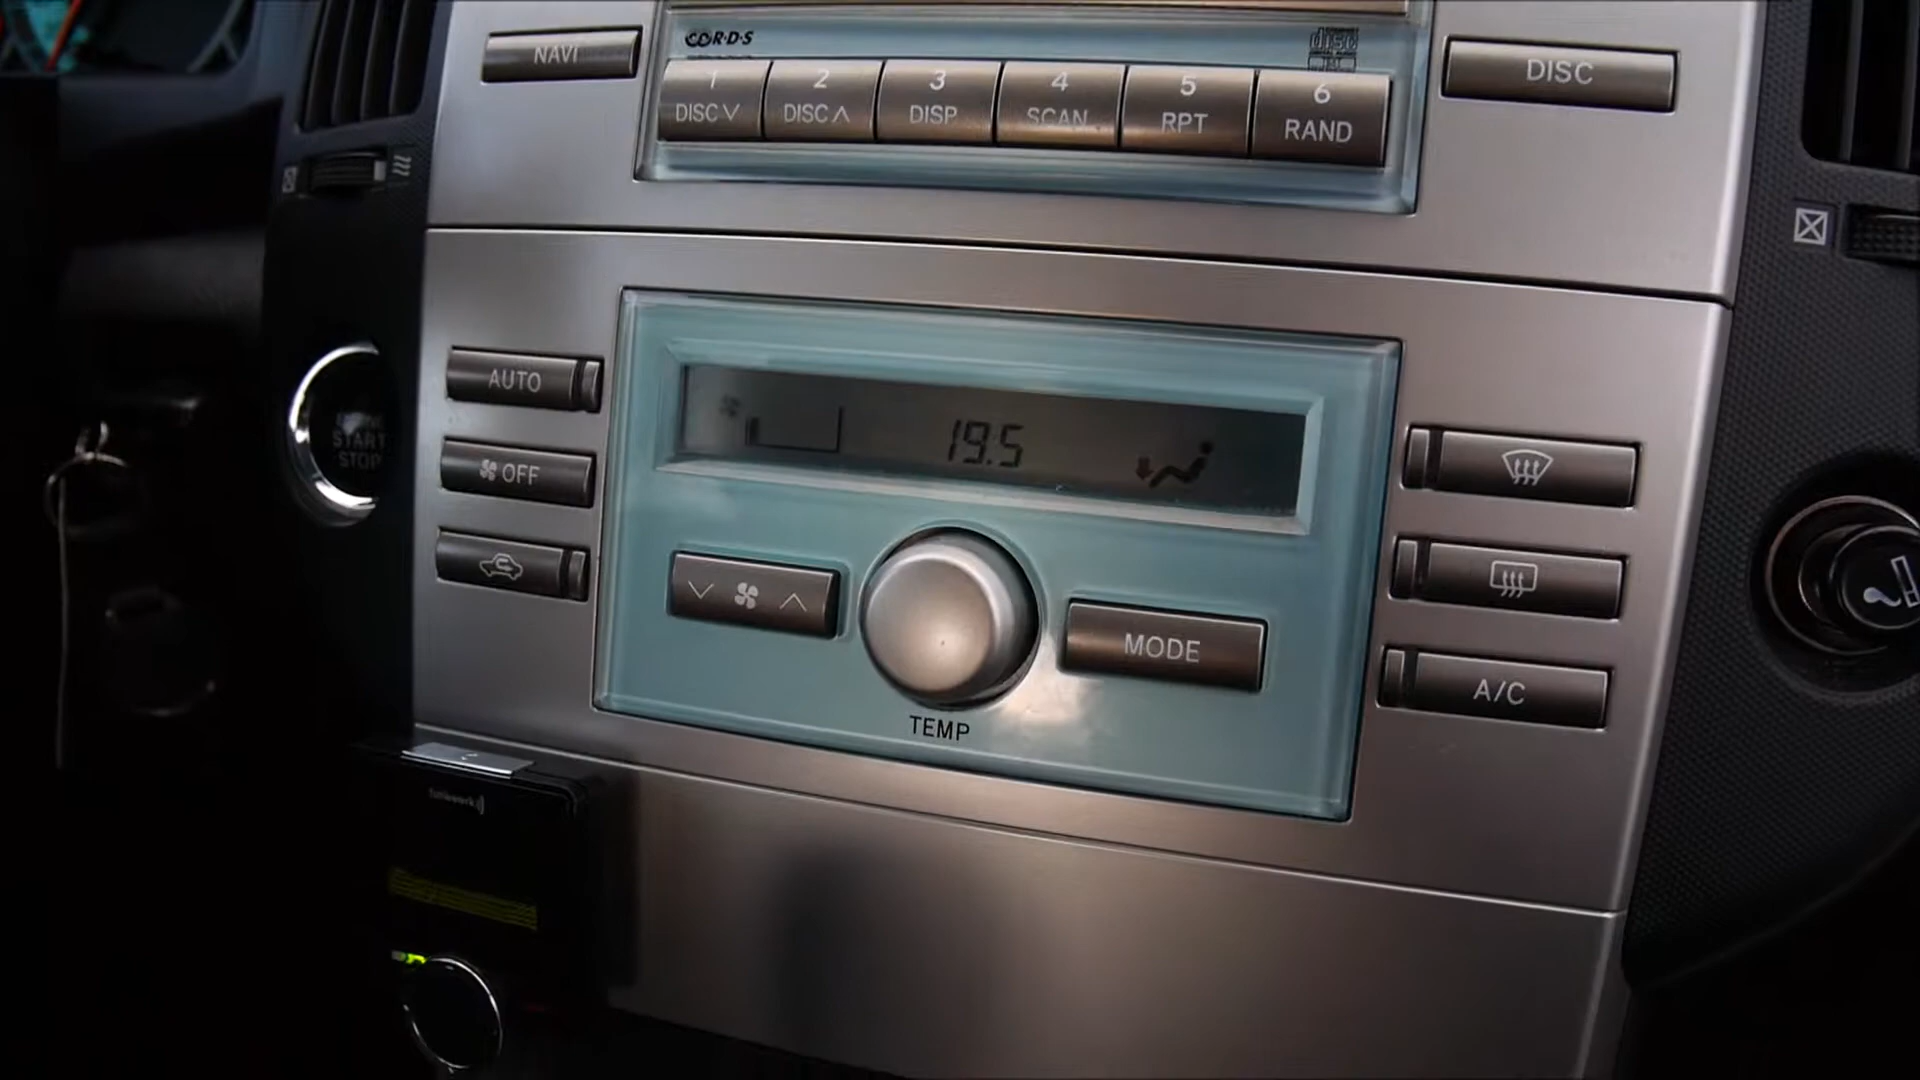 NAVI
R·D·S
disc
DISC
1 2 3 4 5 6
DISC DISC DISP SCAN RPT RAND
AUTO
OFF
19.5
START
STOP
MODE
A/C
TEMP